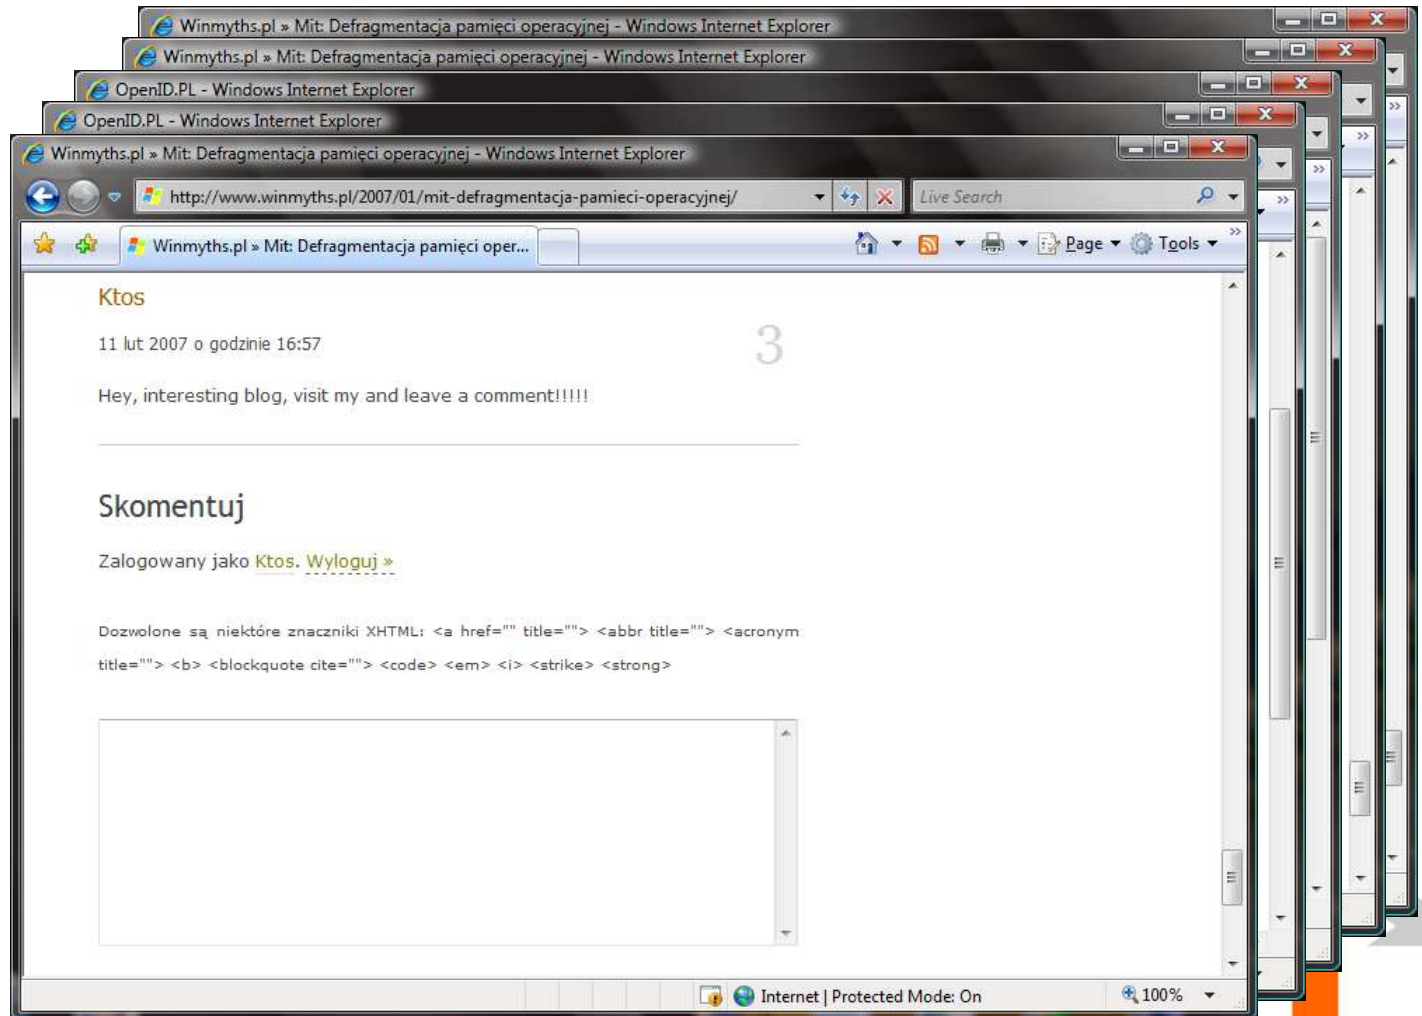 Winmyths.pl » Mit: Defragmentacja pamięci operacyjnej - Windows Internet Explorer
Winmyths.pl » Mit: Defragmentacja pamięci operacyjnej - Windows Internet Explorer
OpenID.PL - Windows Internet Explorer
OpenID.PL - Windows Internet Explorer
Winmyths.pl » Mit: Defragmentacja pamięci operacyjnej - Windows Internet Explorer
http://www.winmyths.pl/2007/01/mit-defragmentacja-pamieci-operacyjnej/ Live Search
Winmyths.pl » Mit: Defragmentacja pamięci oper... Page Tools »
Ktos
11 lut 2007 o godzinie 16:57 3
Hey, interesting blog, visit my and leave a comment!!!!!
Skomentuj
Zalogowany jako Ktos. Wyloguj »
Dozwolone są niektóre znaczniki XHTML: <a href="" title=""> <abbr title=""> <acronym
title=""> <b> <blockquote cite=""> <code> <em> <i> <strike> <strong>
Internet | Protected Mode: On 100%